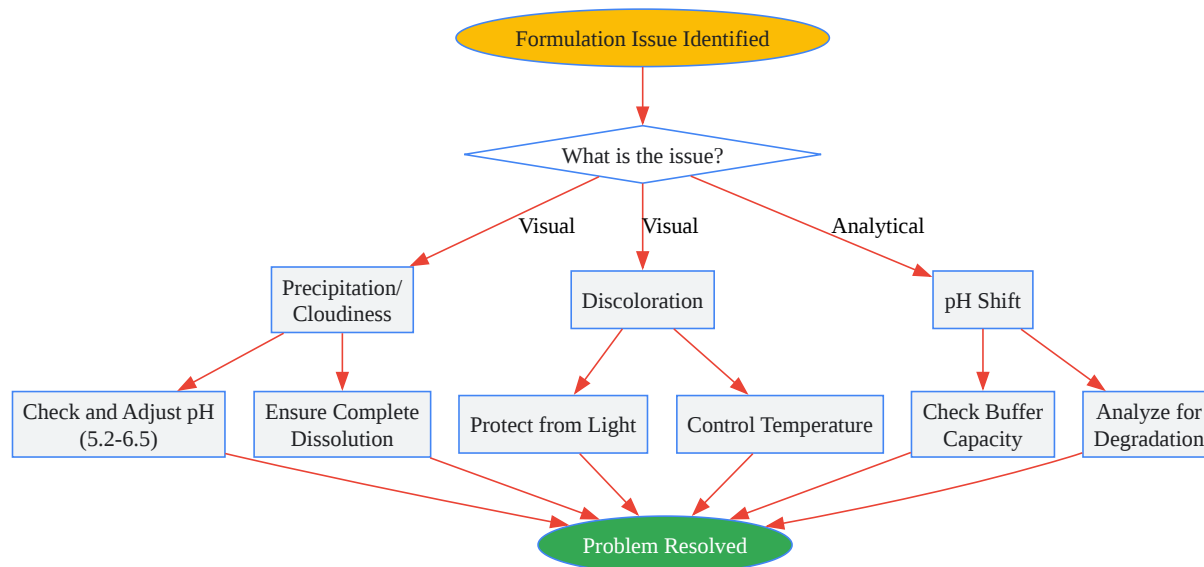 Formulation Issue Identified
What is the issue?
Visual
Visual
Analytical
Precipitation/
Cloudiness
Discoloration
pH Shift
Check and Adjust pH
(5.2-6.5)
Ensure Complete
Dissolution
Protect from Light
Control Temperature
Check Buffer
Capacity
Analyze for
Degradation
Problem Resolved